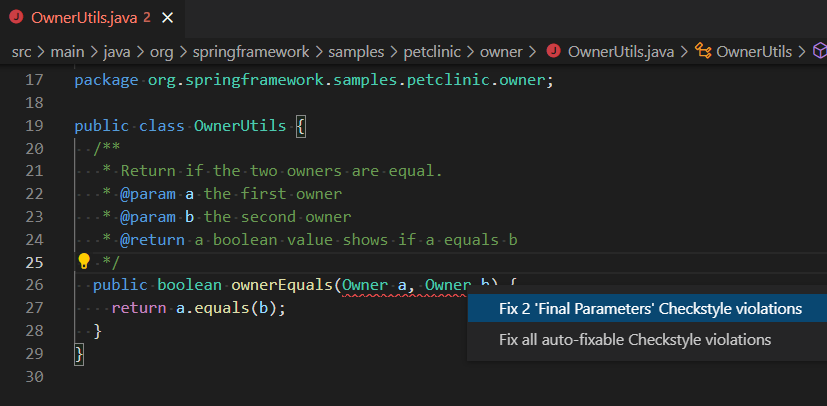 OwnerUtils.java 2
src > main > java > org > springframework > samples > petclinic > owner > OwnerUtils.java > OwnerUtils >
17 package org.springframework.samples.petclinic.owner;
18
19 public class OwnerUtils {
20 /**
21 * Return if the two owners are equal.
22 * @param a the first owner
23 * @param b the second owner
24 * @return a boolean value shows if a equals b
25 */
26 public boolean ownerEquals(Owner a, Owner b) {
Fix 2 'Final Parameters' Checkstyle violations
27 return a.equals(b);
Fix all auto-fixable Checkstyle violations
28 }
29 }
30